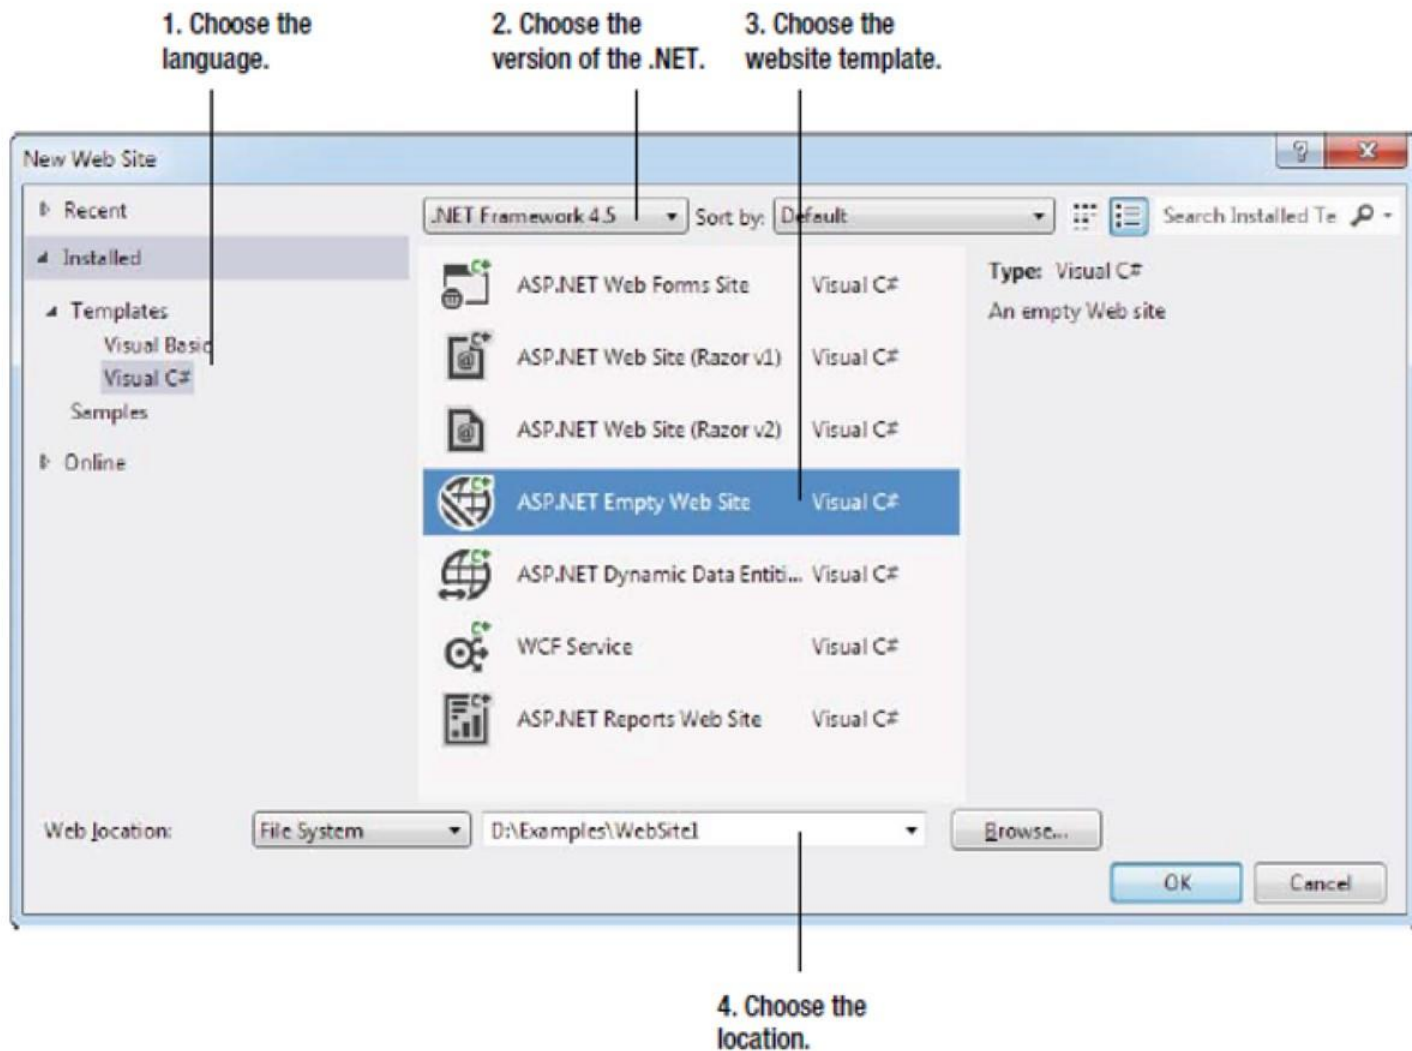 1. Choose the
language.
2. Choose the
version of the .NET.
3. Choose the
website template.
New Web Site
Recent
Installed
Templates
Visual Basic
Visual C#
Samples
Online
.NET Framework 4.5
Sort by: Default
Search Installed Te
ASP.NET Web Forms Site Visual C#
ASP.NET Web Site (Razor v1) Visual C#
ASP.NET Web Site (Razor v2) Visual C#
ASP.NET Empty Web Site Visual C#
ASP.NET Dynamic Data Entiti... Visual C#
WCF Service Visual C#
ASP.NET Reports Web Site Visual C#
Type: Visual C#
An empty Web site
Web location: File System D:\Examples\WebSite1 Browse...
OK Cancel
4. Choose the
location.